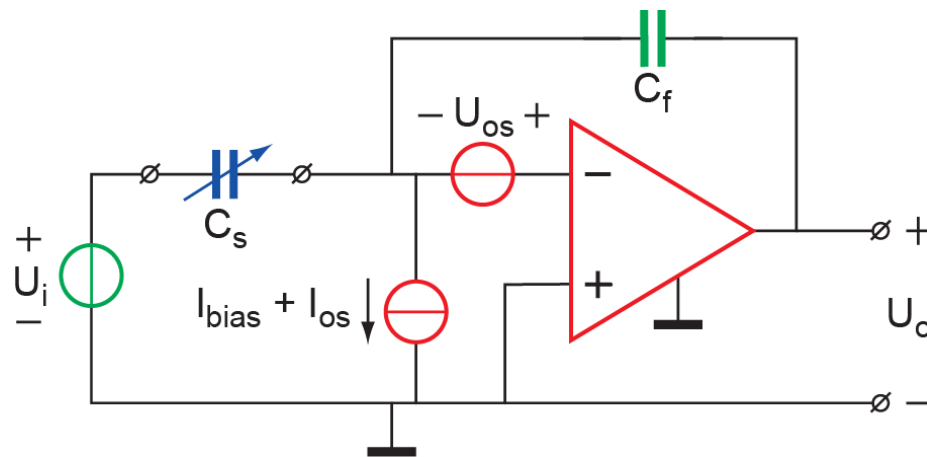 C_f
− U_os +
C_s
+
U_i
−
I_bias + I_os
−
+
+
U_o
−